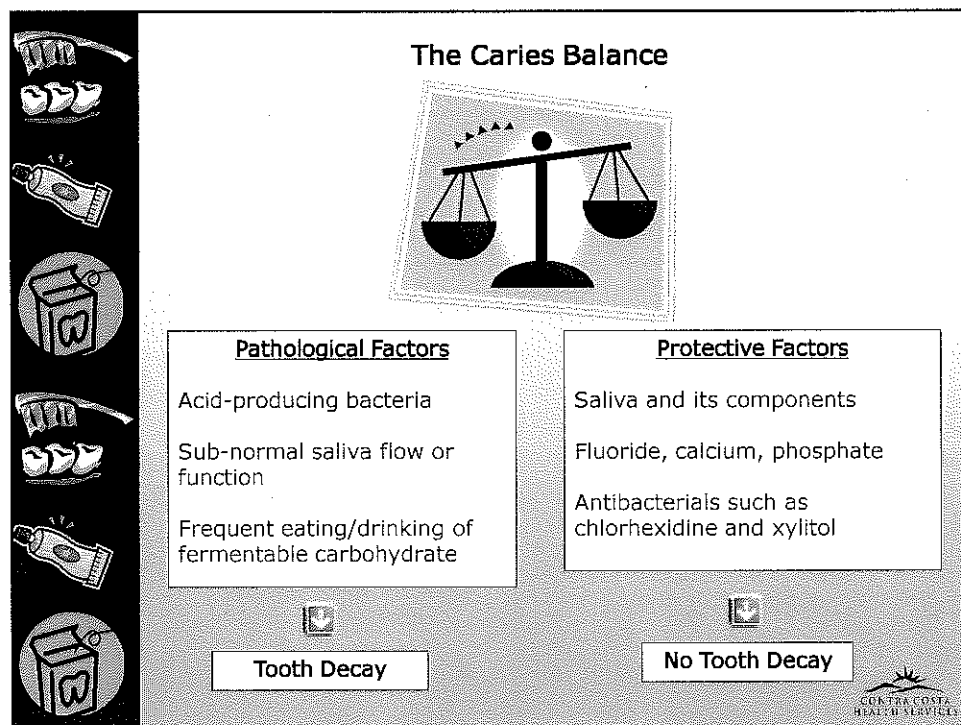 The Caries Balance
Pathological Factors
Acid-producing bacteria
Sub-normal saliva flow or
function
Frequent eating/drinking of
fermentable carbohydrate
Protective Factors
Saliva and its components
Fluoride, calcium, phosphate
Antibacterials such as
chlorhexidine and xylitol
Tooth Decay
No Tooth Decay
CONTRA COSTA
HEALTH SERVICES